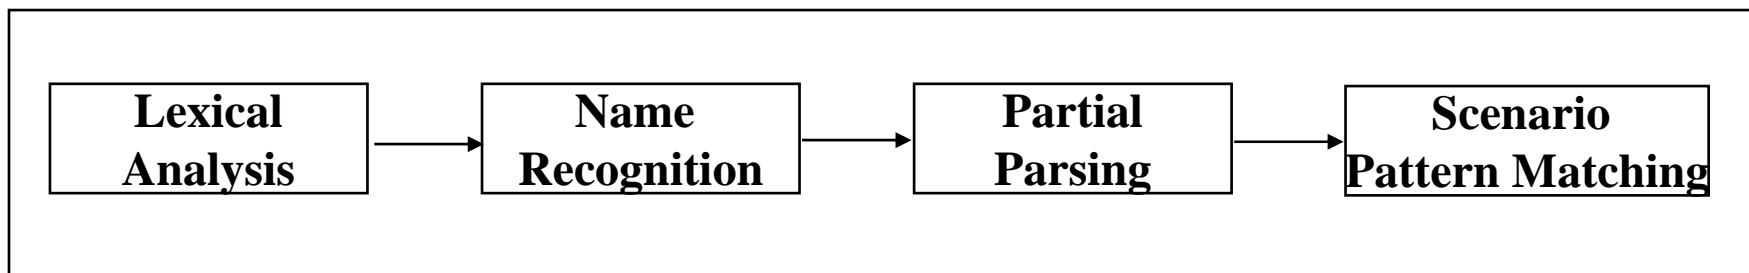 Lexical
Analysis
Name
Recognition
Partial
Parsing
Scenario
Pattern Matching